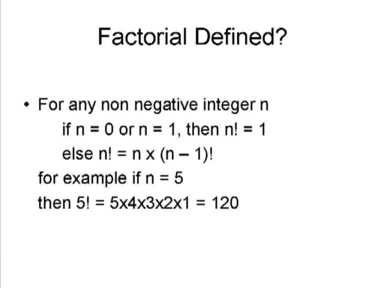 Factorial Defined?
• For any non negative integer n
if n = 0 or n = 1, then n! = 1
else n! = n x (n – 1)!
for example if n = 5
then 5! = 5x4x3x2x1 = 120